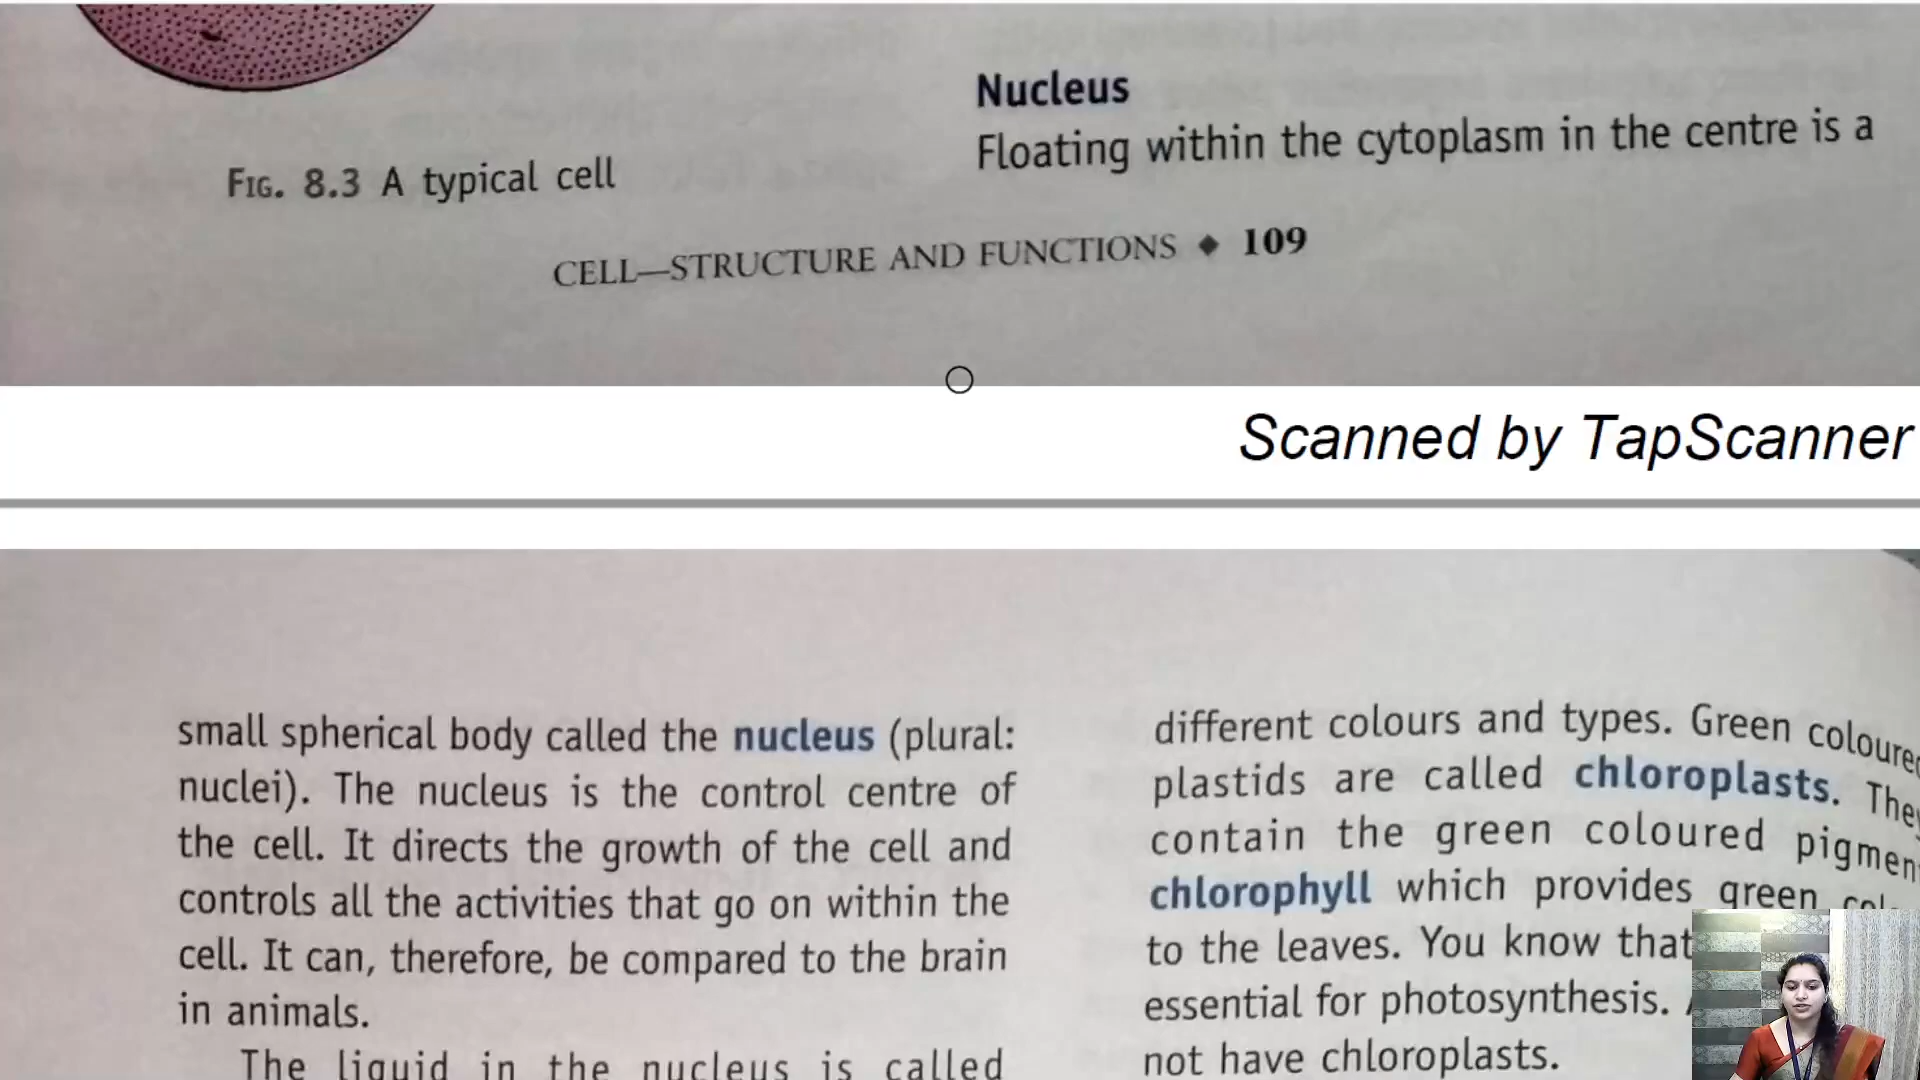 Nucleus
Floating within the cytoplasm in the centre is a
FIG. 8.3 A typical cell
CELL—STRUCTURE AND FUNCTIONS ◆ 109
Scanned by TapScanner
small spherical body called the nucleus (plural:
nuclei). The nucleus is the control centre of
the cell. It directs the growth of the cell and
controls all the activities that go on within the
cell. It can, therefore, be compared to the brain
in animals.
The liquid in the nucleus is called
different colours and types. Green
plastids are called chloroplasts.
contain the green coloured
chlorophyll which provides green
to the leaves. You know that
essential for photosynthesis.
not have chloroplasts.